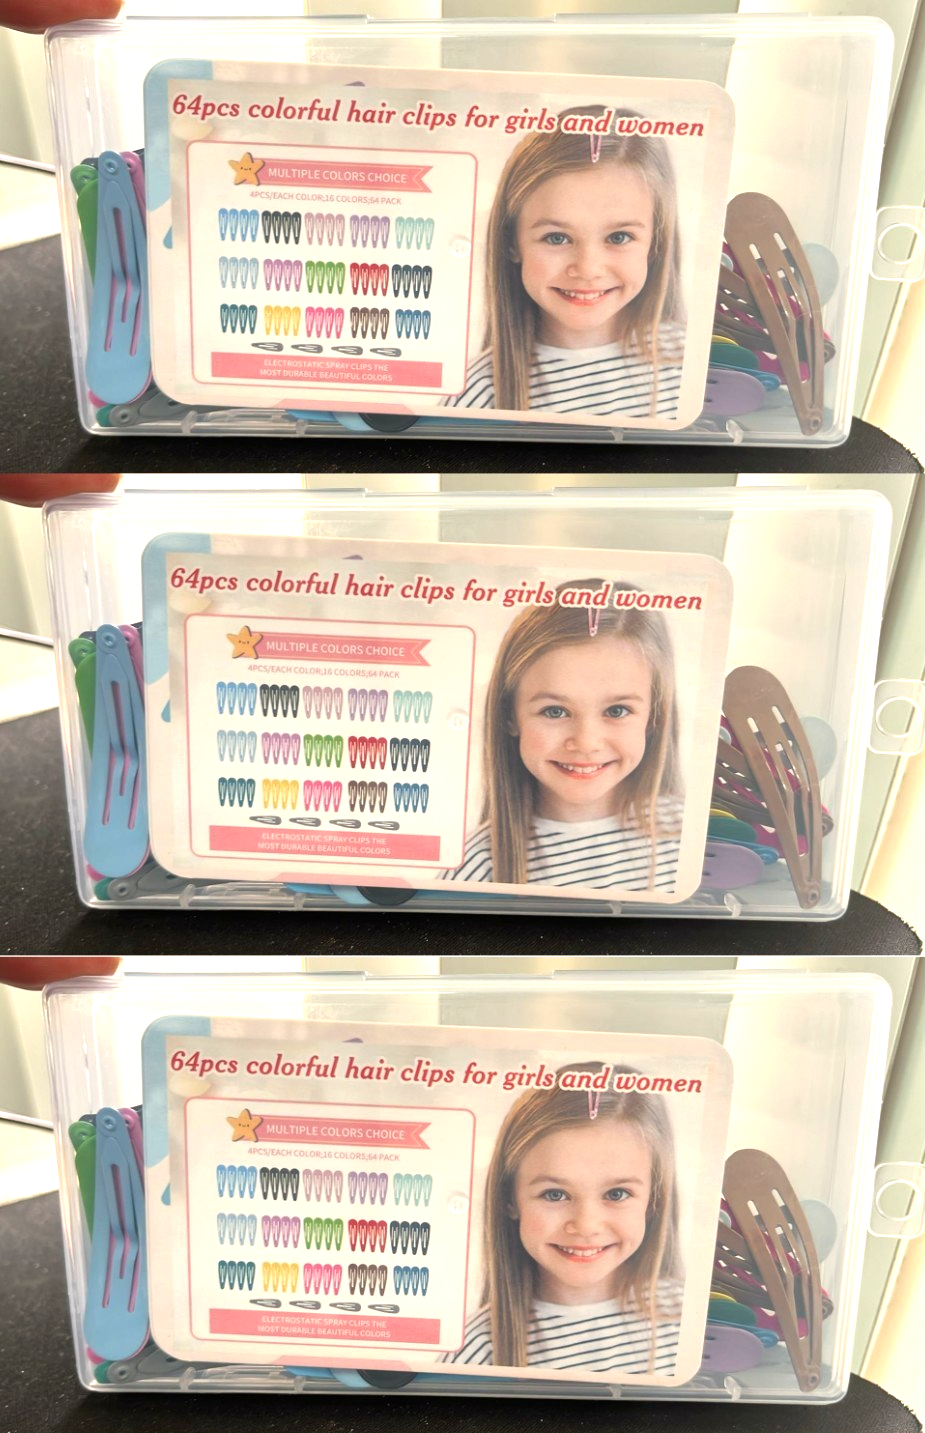 64pcs colorful hair clips for girls and women
MULTIPLE COLORS CHOICE
4PCS/EACH COLOR;16 COLORS;64 PACK
ELECTROSTATIC SPRAY CLIPS THE
MOST DURABLE BEAUTIFUL COLORS
64pcs colorful hair clips for girls and women
MULTIPLE COLORS CHOICE
4PCS/EACH COLOR;16 COLORS;64 PACK
ELECTROSTATIC SPRAY CLIPS THE
MOST DURABLE BEAUTIFUL COLORS
64pcs colorful hair clips for girls and women
MULTIPLE COLORS CHOICE
4PCS/EACH COLOR;16 COLORS;64 PACK
ELECTROSTATIC SPRAY CLIPS THE
MOST DURABLE BEAUTIFUL COLORS